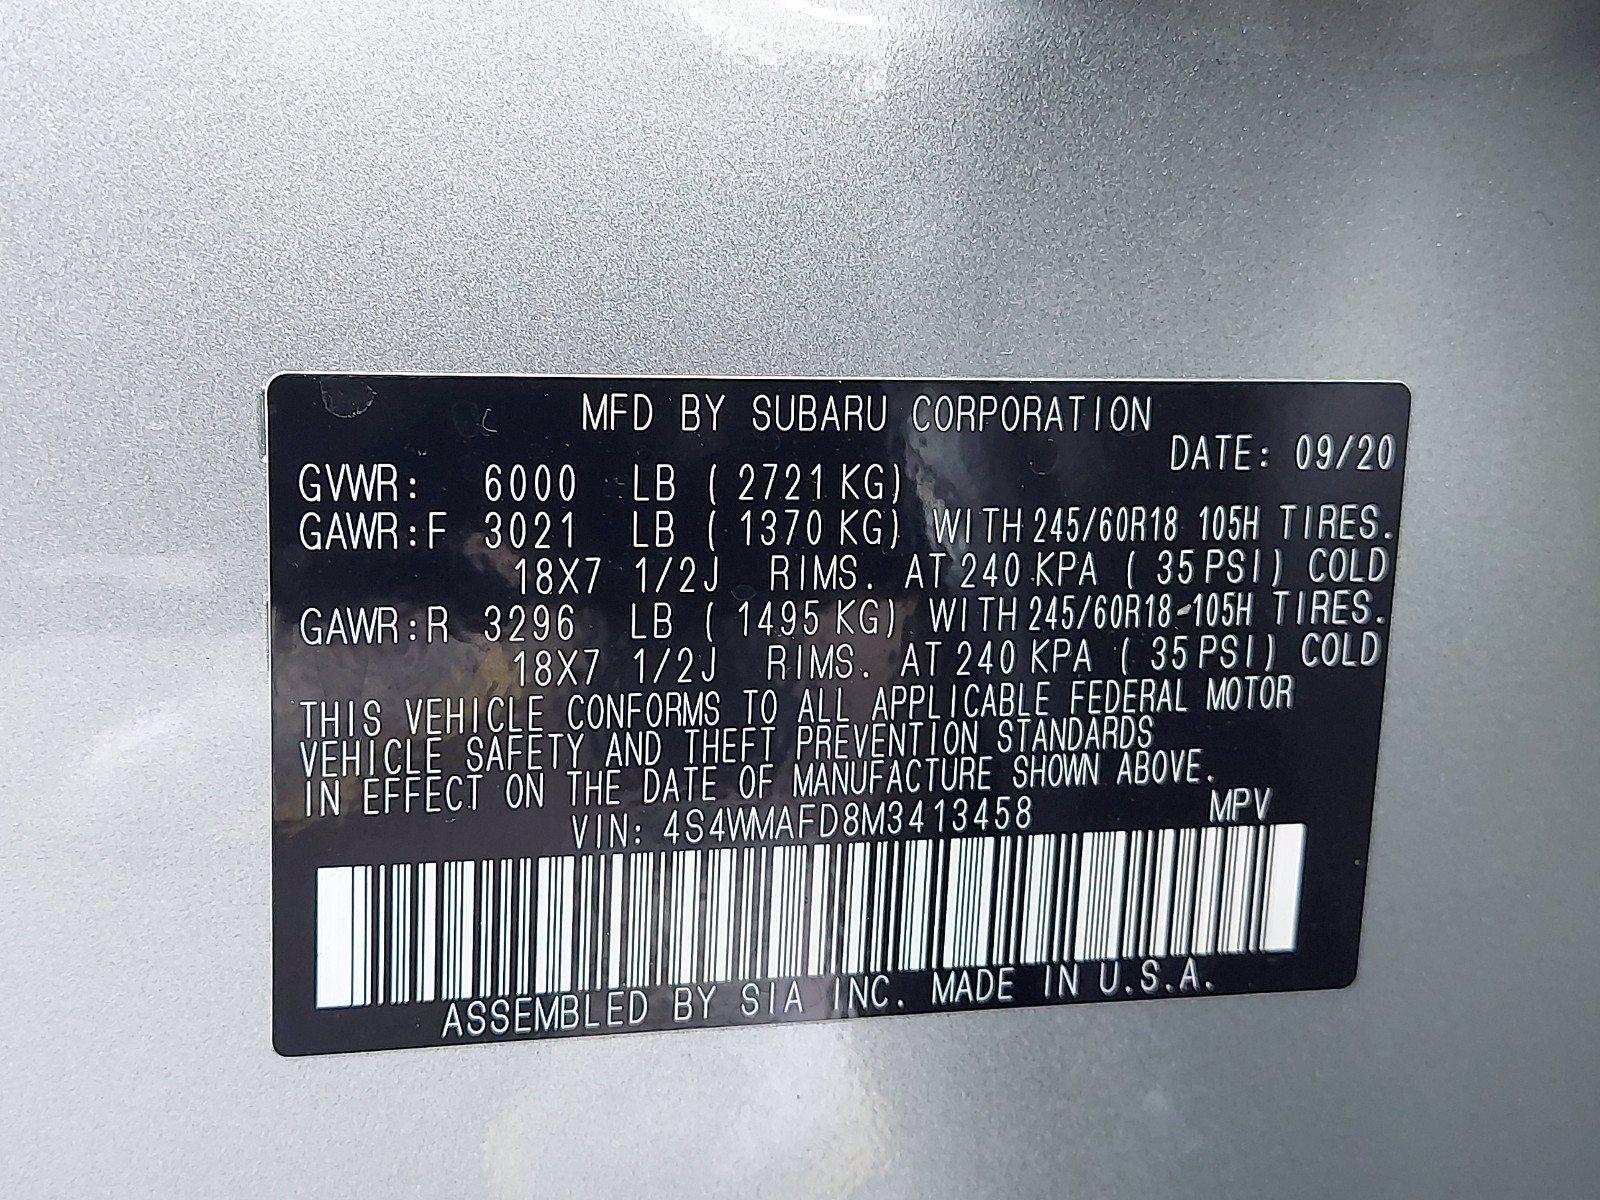 MFD BY SUBARU CORPORATION
DATE: 09/20
GVWR: 6000 LB ( 2721 KG)
GAWR:F 3021 LB ( 1370 KG) WITH 245/60R18 105H TIRES.
18X7 1/2J RIMS. AT 240 KPA ( 35 PSI) COLD
GAWR:R 3296 LB ( 1495 KG) WITH 245/60R18 105H TIRES.
18X7 1/2J RIMS. AT 240 KPA ( 35 PSI) COLD
THIS VEHICLE CONFORMS TO ALL APPLICABLE FEDERAL MOTOR
VEHICLE SAFETY AND THEFT PREVENTION STANDARDS
IN EFFECT ON THE DATE OF MANUFACTURE SHOWN ABOVE.
VIN: 4S4WMAFD8M3413458 MPV
ASSEMBLED BY SIA INC. MADE IN U.S.A.